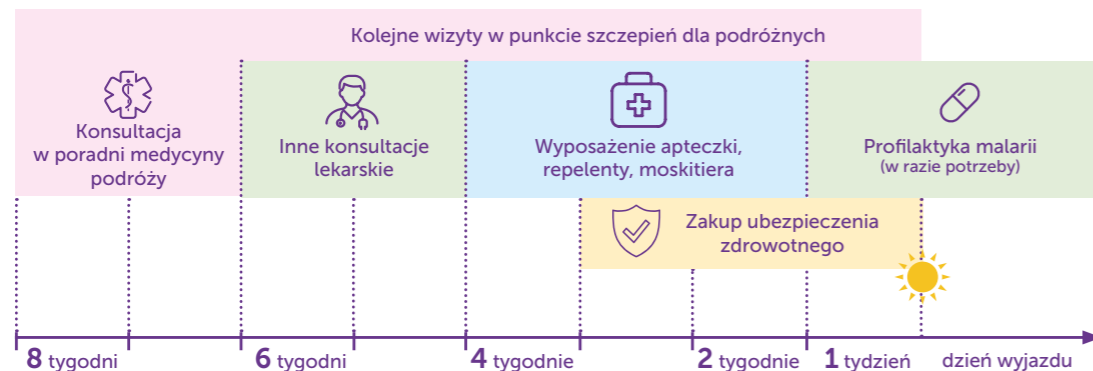 Kolejne wizyty w punkcie szczepień dla podróżnych
Konsultacja
w poradni medycyny
podróży
Inne konsultacje
lekarskie
Wyposażenie apteczki,
repelenty, moskitiera
Profilaktyka malarii
(w razie potrzeby)
Zakup ubezpieczenia
zdrowotnego
8 tygodni
6 tygodni
4 tygodnie
2 tygodnie
1 tydzień
dzień wyjazdu